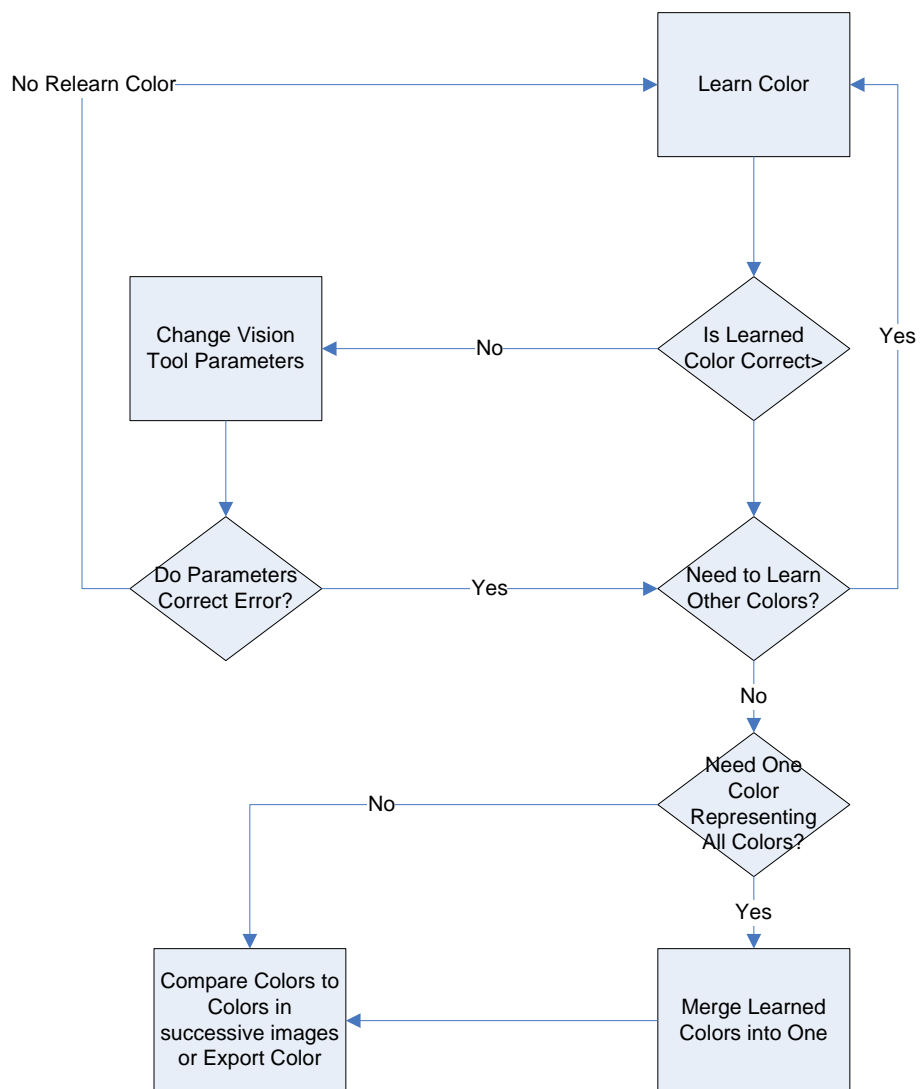 No Relearn Color
Learn Color
Change Vision
Tool Parameters
No
Is Learned
Color Correct>
Yes
Do Parameters
Correct Error?
Yes
Need to Learn
Other Colors?
No
Need One
Color
Representing
All Colors?
No
Yes
Compare Colors to
Colors in
successive images
or Export Color
Merge Learned
Colors into One